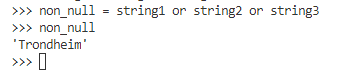 >>> non_null = string1 or string2 or string3
>>> non_null
'Trondheim'
>>>